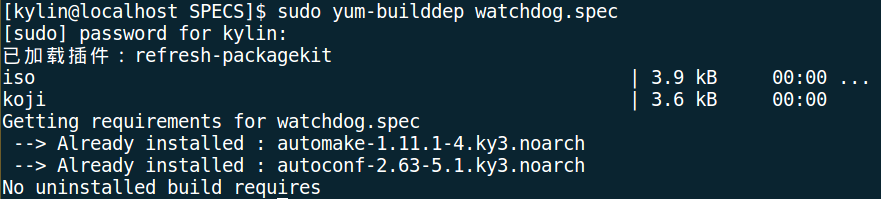 [kylin@localhost SPECS]$ sudo yum-builddep watchdog.spec
[sudo] password for kylin:
已加载插件：refresh-packagekit
iso | 3.9 kB 00:00 ...
koji | 3.6 kB 00:00
Getting requirements for watchdog.spec
--> Already installed : automake-1.11.1-4.ky3.noarch
--> Already installed : autoconf-2.63-5.1.ky3.noarch
No uninstalled build requires